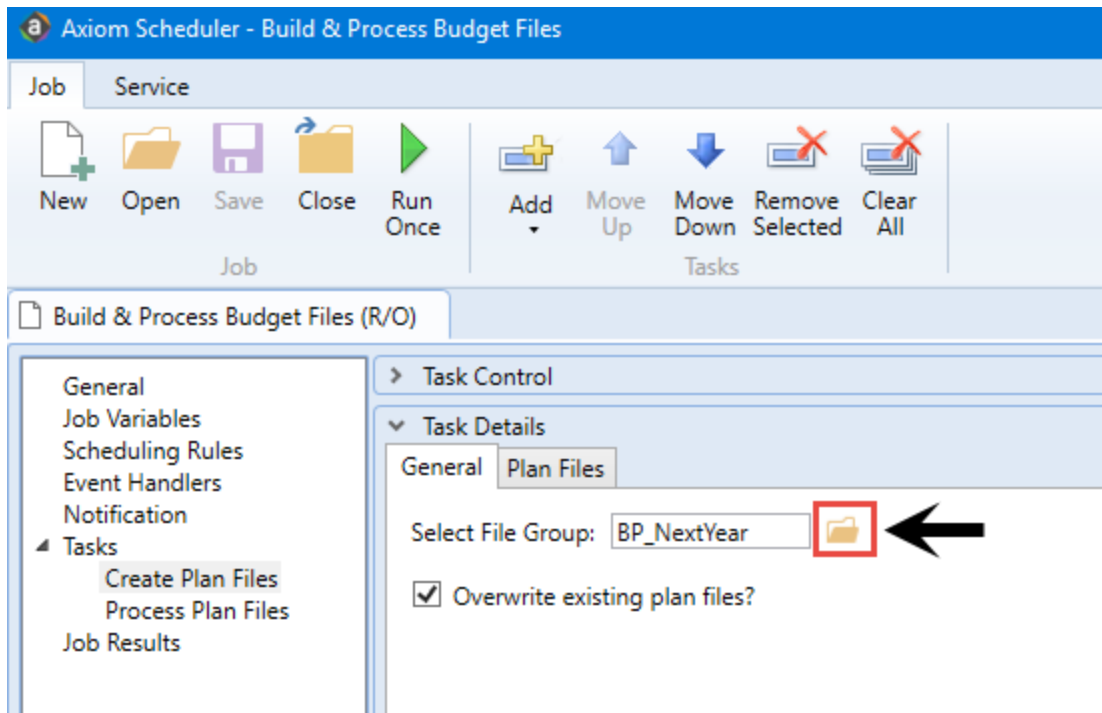 Axiom Scheduler - Build & Process Budget Files
Job Service
New Open Save Close Run Once Add Move Up Move Down Remove Selected Clear All
Job Tasks
Build & Process Budget Files (R/O)
General
Job Variables
Scheduling Rules
Event Handlers
Notification
Tasks
Create Plan Files
Process Plan Files
Job Results
Task Control
Task Details
General Plan Files
Select File Group: BP_NextYear
Overwrite existing plan files?